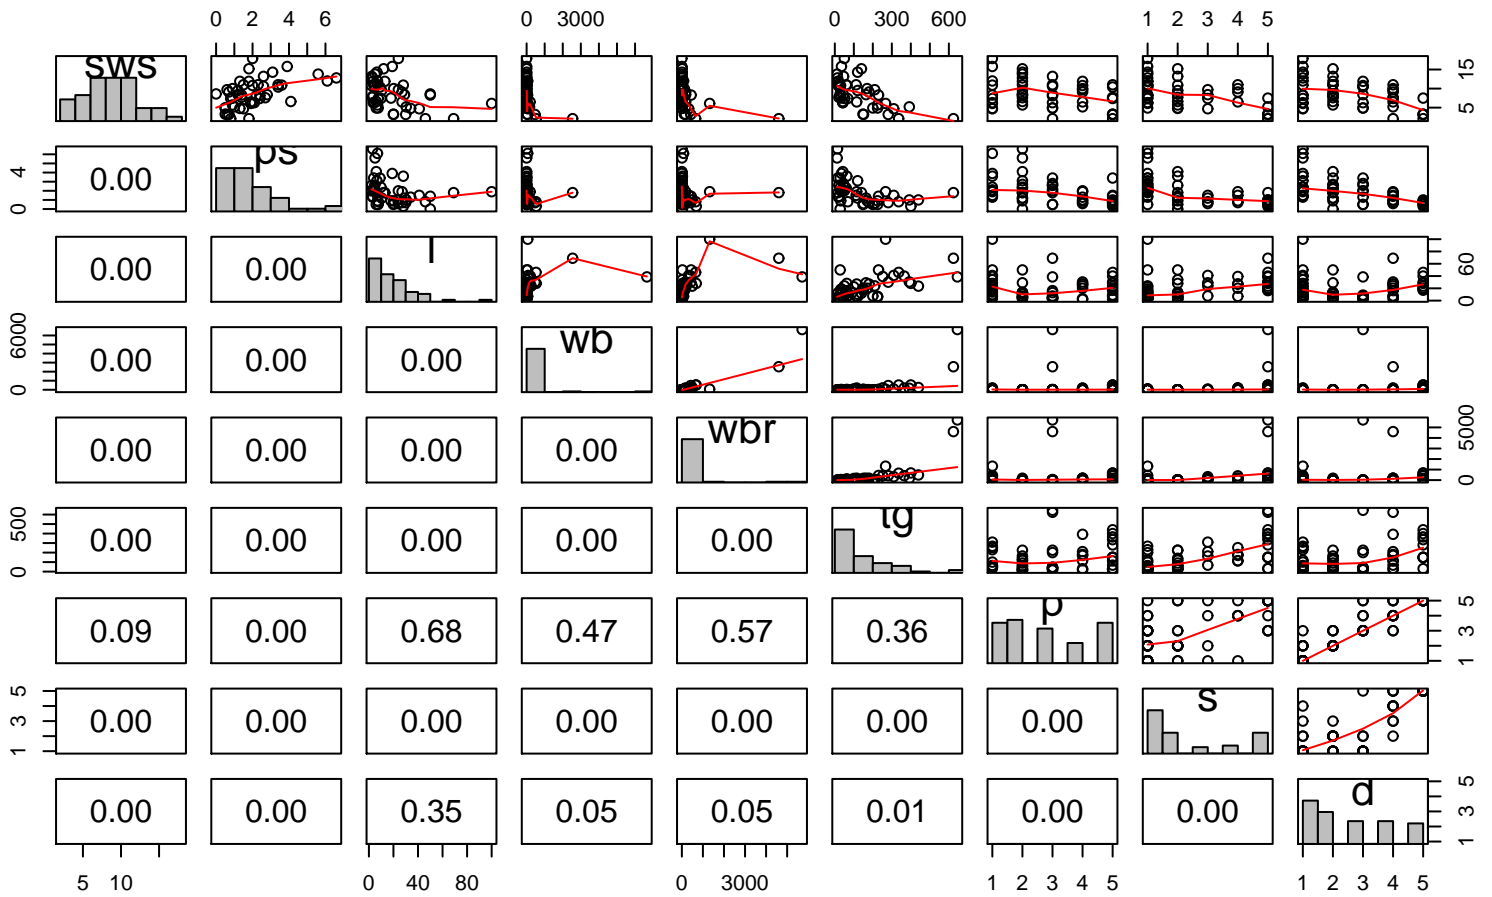 0 2 4 6 0 3000 0 300 600 1 2 3 4 5
sws 5 15
0 4 0.00 ps
0.00 0.00 l 0 60
0 6000 0.00 0.00 0.00 wb
0.00 0.00 0.00 0.00 wbr 0 5000
0 500 0.00 0.00 0.00 0.00 0.00 tg
0.09 0.00 0.68 0.47 0.57 0.36 p 1 3 5
1 3 5 0.00 0.00 0.00 0.00 0.00 0.00 0.00 s
0.00 0.00 0.35 0.05 0.05 0.01 0.00 0.00 d 1 3 5
5 10 0 40 80 0 3000 1 2 3 4 5 1 2 3 4 5